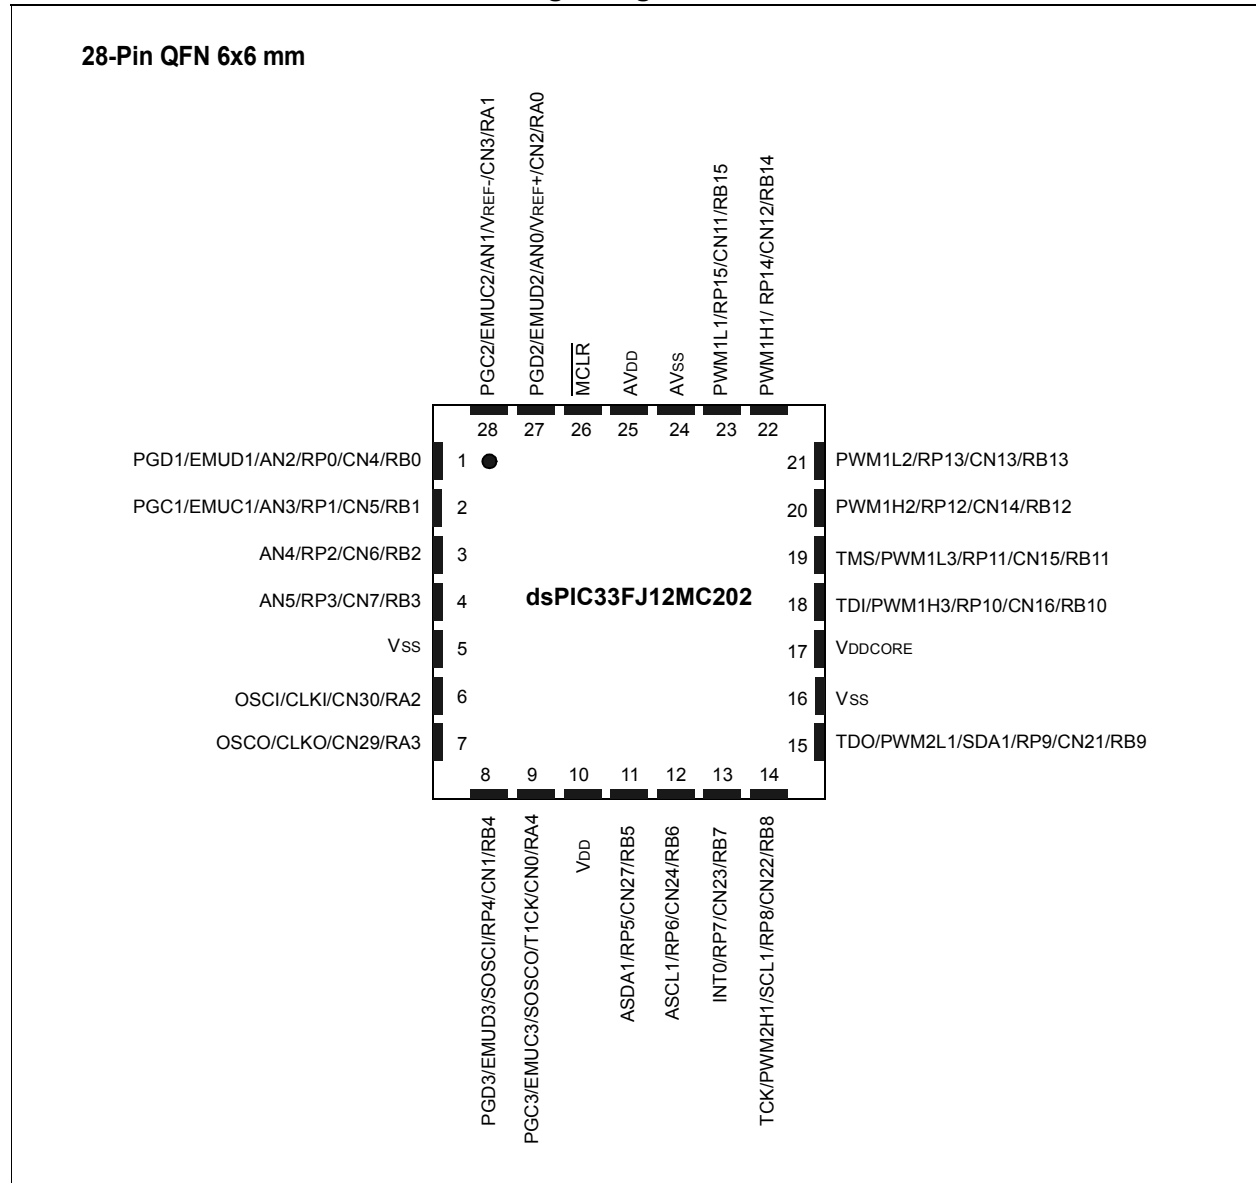 28-Pin QFN 6x6 mm
PGC2/EMUC2/AN1/VREF-/CN3/RA1
PGD2/EMUD2/AN0/VREF+/CN2/RA0
MCLR
AVDD
AVSS
PWM1L1/RP15/CN11/RB15
PWM1H1/ RP14/CN12/RB14
28 27 26 25 24 23 22
PGD1/EMUD1/AN2/RP0/CN4/RB0 1
21 PWM1L2/RP13/CN13/RB13
PGC1/EMUC1/AN3/RP1/CN5/RB1 2
20 PWM1H2/RP12/CN14/RB12
AN4/RP2/CN6/RB2 3
19 TMS/PWM1L3/RP11/CN15/RB11
dsPIC33FJ12MC202
AN5/RP3/CN7/RB3 4
18 TDI/PWM1H3/RP10/CN16/RB10
VSS 5
17 VDDCORE
OSCI/CLKI/CN30/RA2 6
16 VSS
OSCO/CLKO/CN29/RA3 7
15 TDO/PWM2L1/SDA1/RP9/CN21/RB9
8 9 10 11 12 13 14
PGD3/EMUD3/SOSCI/RP4/CN1/RB4
PGC3/EMUC3/SOSCO/T1CK/CN0/RA4
VDD
ASDA1/RP5/CN27/RB5
ASCL1/RP6/CN24/RB6
INT0/RP7/CN23/RB7
TCK/PWM2H1/SCL1/RP8/CN22/RB8